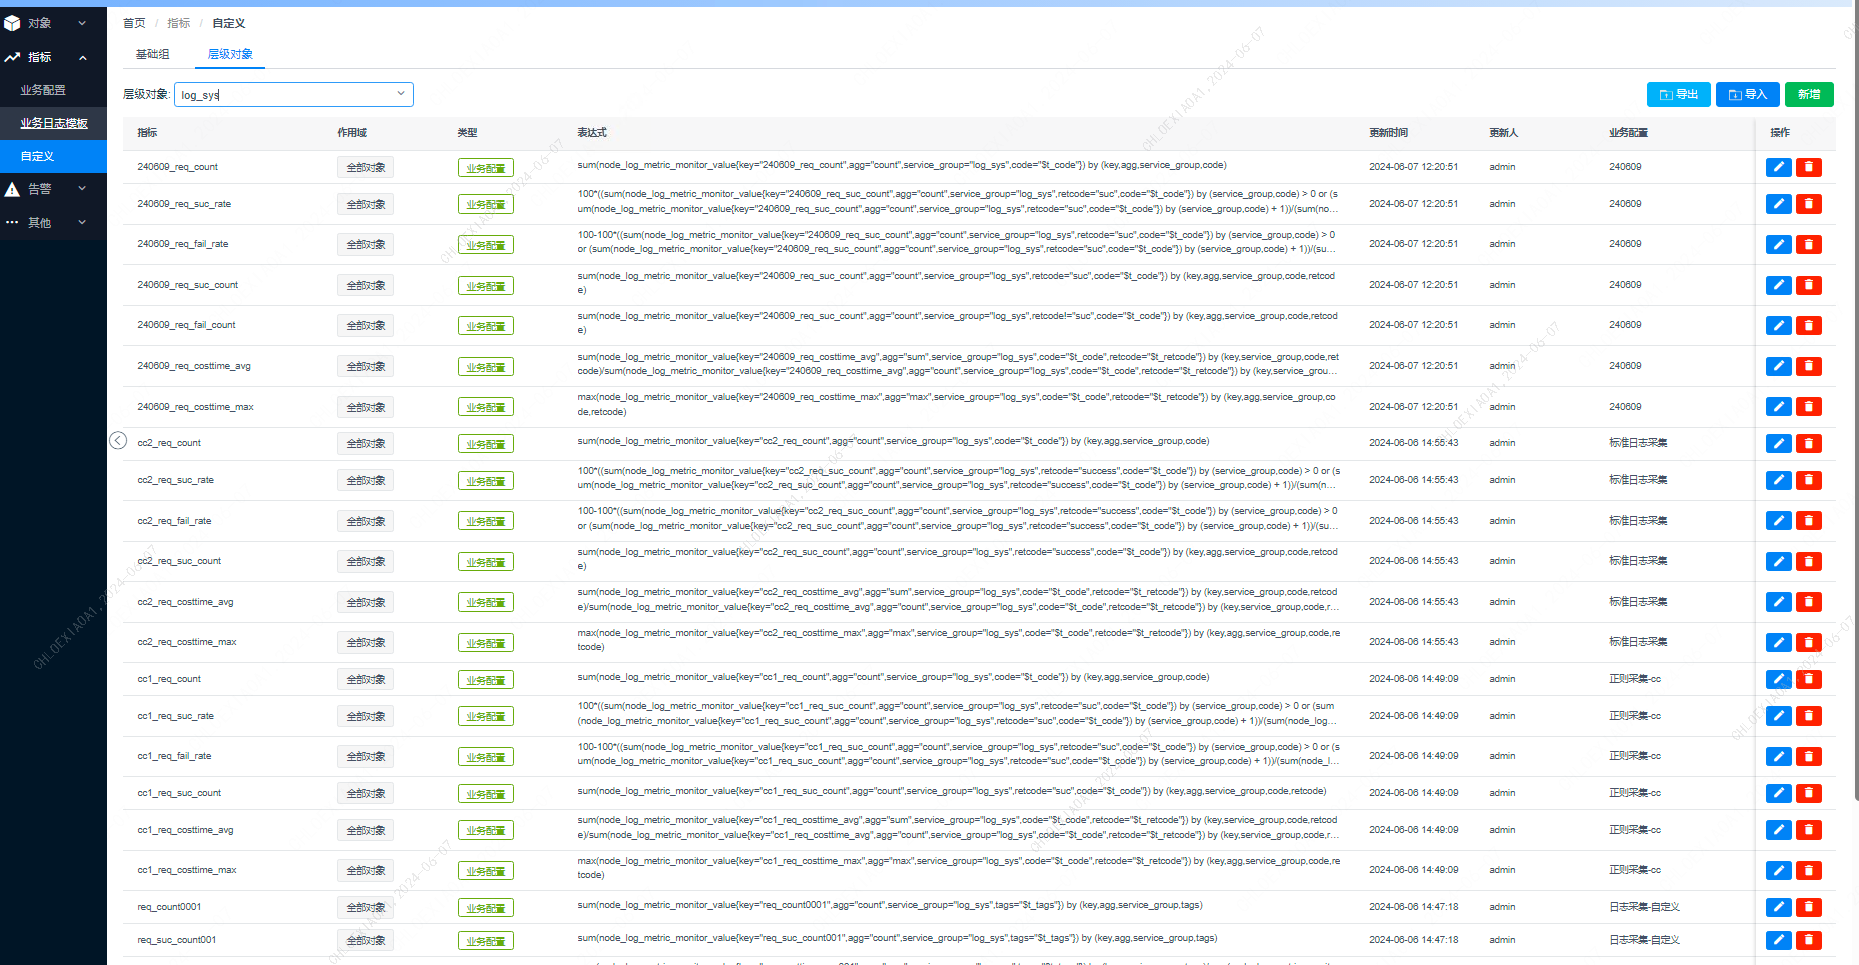 对象
指标
业务配置
业务日志模板
自定义
告警
其他
首页 / 指标 / 自定义
基础组 层级对象
层级对象: log_sys 导出 导入 新增
指标 作用域 类型 表达式 更新时间 更新人 业务配置 操作
240609_req_count 全部对象 业务配置 sum(node_log_metric_monitor_value{key="240609_req_count",agg="count",service_group="log_sys",code="$t_code"}) by (key,agg,service_group,code) 2024-06-07 12:20:51 admin 240609
240609_req_suc_rate 全部对象 业务配置 100*((sum(node_log_metric_monitor_value{key="240609_req_suc_count",agg="count",service_group="log_sys",retcode="suc",code="$t_code"}) by (service_group,code) > 0 or (s
um(node_log_metric_monitor_value{key="240609_req_suc_count",agg="count",service_group="log_sys",retcode="suc",code="$t_code"}) by (service_group,code) + 1))/(sum(no... 2024-06-07 12:20:51 admin 240609
240609_req_fail_rate 全部对象 业务配置 100-100*((sum(node_log_metric_monitor_value{key="240609_req_suc_count",agg="count",service_group="log_sys",retcode="suc",code="$t_code"}) by (service_group,code) > 0
or (sum(node_log_metric_monitor_value{key="240609_req_suc_count",agg="count",service_group="log_sys",retcode="suc",code="$t_code"}) by (service_group,code) + 1))/(su... 2024-06-07 12:20:51 admin 240609
240609_req_suc_count 全部对象 业务配置 sum(node_log_metric_monitor_value{key="240609_req_suc_count",agg="count",service_group="log_sys",retcode="suc",code="$t_code"}) by (key,agg,service_group,code,retcod
e) 2024-06-07 12:20:51 admin 240609
240609_req_fail_count 全部对象 业务配置 sum(node_log_metric_monitor_value{key="240609_req_suc_count",agg="count",service_group="log_sys",retcode!="suc",code="$t_code"}) by (key,agg,service_group,code,retcod
e) 2024-06-07 12:20:51 admin 240609
240609_req_costtime_avg 全部对象 业务配置 sum(node_log_metric_monitor_value{key="240609_req_costtime_avg",agg="sum",service_group="log_sys",code="$t_code",retcode="$t_retcode"}) by (key,service_group,code,ret
code)/sum(node_log_metric_monitor_value{key="240609_req_costtime_avg",agg="count",service_group="log_sys",code="$t_code",retcode="$t_retcode"}) by (key,service_grou... 2024-06-07 12:20:51 admin 240609
240609_req_costtime_max 全部对象 业务配置 max(node_log_metric_monitor_value{key="240609_req_costtime_max",agg="max",service_group="log_sys",code="$t_code",retcode="$t_retcode"}) by (key,agg,service_group,co
de,retcode) 2024-06-07 12:20:51 admin 240609
cc2_req_count 全部对象 业务配置 sum(node_log_metric_monitor_value{key="cc2_req_count",agg="count",service_group="log_sys",code="$t_code"}) by (key,agg,service_group,code) 2024-06-06 14:55:43 admin 标准日志采集
cc2_req_suc_rate 全部对象 业务配置 100*((sum(node_log_metric_monitor_value{key="cc2_req_suc_count",agg="count",service_group="log_sys",retcode="success",code="$t_code"}) by (service_group,code) > 0 or (s
um(node_log_metric_monitor_value{key="cc2_req_suc_count",agg="count",service_group="log_sys",retcode="success",code="$t_code"}) by (service_group,code) + 1))/(sum(n... 2024-06-06 14:55:43 admin 标准日志采集
cc2_req_fail_rate 全部对象 业务配置 100-100*((sum(node_log_metric_monitor_value{key="cc2_req_suc_count",agg="count",service_group="log_sys",retcode="success",code="$t_code"}) by (service_group,code) > 0
or (sum(node_log_metric_monitor_value{key="cc2_req_suc_count",agg="count",service_group="log_sys",retcode="success",code="$t_code"}) by (service_group,code) + 1))/(su... 2024-06-06 14:55:43 admin 标准日志采集
cc2_req_suc_count 全部对象 业务配置 sum(node_log_metric_monitor_value{key="cc2_req_suc_count",agg="count",service_group="log_sys",retcode="success",code="$t_code"}) by (key,agg,service_group,code,retcod
e) 2024-06-06 14:55:43 admin 标准日志采集
cc2_req_costtime_avg 全部对象 业务配置 sum(node_log_metric_monitor_value{key="cc2_req_costtime_avg",agg="sum",service_group="log_sys",code="$t_code",retcode="$t_retcode"}) by (key,service_group,code,retcod
e)/sum(node_log_metric_monitor_value{key="cc2_req_costtime_avg",agg="count",service_group="log_sys",code="$t_code",retcode="$t_retcode"}) by (key,service_group,code,r... 2024-06-06 14:55:43 admin 标准日志采集
cc2_req_costtime_max 全部对象 业务配置 max(node_log_metric_monitor_value{key="cc2_req_costtime_max",agg="max",service_group="log_sys",code="$t_code",retcode="$t_retcode"}) by (key,agg,service_group,code,re
tcode) 2024-06-06 14:55:43 admin 标准日志采集
cc1_req_count 全部对象 业务配置 sum(node_log_metric_monitor_value{key="cc1_req_count",agg="count",service_group="log_sys",code="$t_code"}) by (key,agg,service_group,code) 2024-06-06 14:49:09 admin 正则采集-cc
cc1_req_suc_rate 全部对象 业务配置 100*((sum(node_log_metric_monitor_value{key="cc1_req_suc_count",agg="count",service_group="log_sys",retcode="suc",code="$t_code"}) by (service_group,code) > 0 or (sum
(node_log_metric_monitor_value{key="cc1_req_suc_count",agg="count",service_group="log_sys",retcode="suc",code="$t_code"}) by (service_group,code) + 1))/(sum(node_log... 2024-06-06 14:49:09 admin 正则采集-cc
cc1_req_fail_rate 全部对象 业务配置 100-100*((sum(node_log_metric_monitor_value{key="cc1_req_suc_count",agg="count",service_group="log_sys",retcode="suc",code="$t_code"}) by (service_group,code) > 0 or (s
um(node_log_metric_monitor_value{key="cc1_req_suc_count",agg="count",service_group="log_sys",retcode="suc",code="$t_code"}) by (service_group,code) + 1))/(sum(node_l... 2024-06-06 14:49:09 admin 正则采集-cc
cc1_req_suc_count 全部对象 业务配置 sum(node_log_metric_monitor_value{key="cc1_req_suc_count",agg="count",service_group="log_sys",retcode="suc",code="$t_code"}) by (key,agg,service_group,code,retcode) 2024-06-06 14:49:09 admin 正则采集-cc
cc1_req_costtime_avg 全部对象 业务配置 sum(node_log_metric_monitor_value{key="cc1_req_costtime_avg",agg="sum",service_group="log_sys",code="$t_code",retcode="$t_retcode"}) by (key,service_group,code,retcod
e)/sum(node_log_metric_monitor_value{key="cc1_req_costtime_avg",agg="count",service_group="log_sys",code="$t_code",retcode="$t_retcode"}) by (key,service_group,code,r... 2024-06-06 14:49:09 admin 正则采集-cc
cc1_req_costtime_max 全部对象 业务配置 max(node_log_metric_monitor_value{key="cc1_req_costtime_max",agg="max",service_group="log_sys",code="$t_code",retcode="$t_retcode"}) by (key,agg,service_group,code,re
tcode) 2024-06-06 14:49:09 admin 正则采集-cc
req_count0001 全部对象 业务配置 sum(node_log_metric_monitor_value{key="req_count0001",agg="count",service_group="log_sys",tags="$t_tags"}) by (key,agg,service_group,tags) 2024-06-06 14:47:18 admin 日志采集-自定义
req_suc_count001 全部对象 业务配置 sum(node_log_metric_monitor_value{key="req_suc_count001",agg="count",service_group="log_sys",tags="$t_tags"}) by (key,agg,service_group,tags) 2024-06-06 14:47:18 admin 日志采集-自定义
CHLOEXIAOA1,2024-06-07